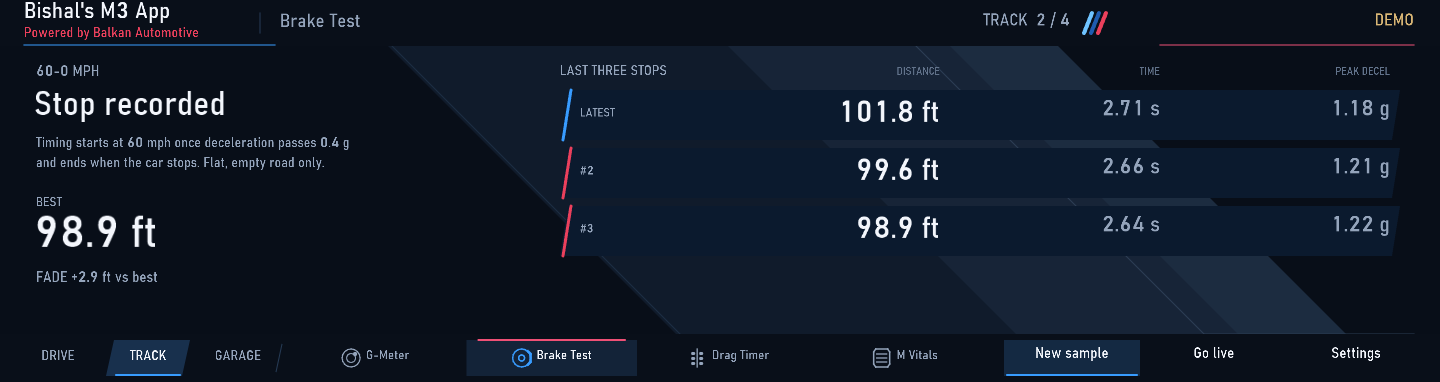 Bishal's M3 App
Powered by Balkan Automotive
Brake Test
TRACK 2 / 4
DEMO
60-0 MPH
Stop recorded
Timing starts at 60 mph once deceleration passes 0.4 g
and ends when the car stops. Flat, empty road only.
BEST
98.9 ft
FADE +2.9 ft vs best
LAST THREE STOPS DISTANCE TIME PEAK DECEL
LATEST 101.8 ft 2.71 s 1.18 g
#2 99.6 ft 2.66 s 1.21 g
#3 98.9 ft 2.64 s 1.22 g
DRIVE TRACK GARAGE G-Meter Brake Test Drag Timer M Vitals New sample Go live Settings